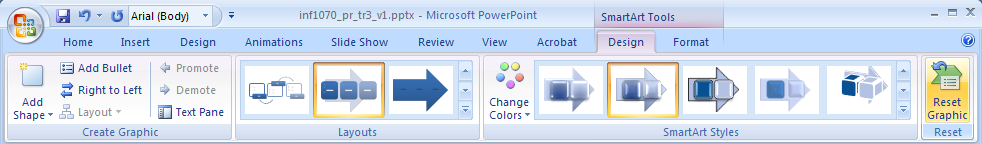 Arial (Body)
inf1070_pr_tr3_v1.pptx - Microsoft PowerPoint
SmartArt Tools
Home Insert Design Animations Slide Show Review View Acrobat Design Format
Add Shape
Add Bullet
Right to Left
Layout
Promote
Demote
Text Pane
Create Graphic
Layouts
Change Colors
SmartArt Styles
Reset Graphic
Reset